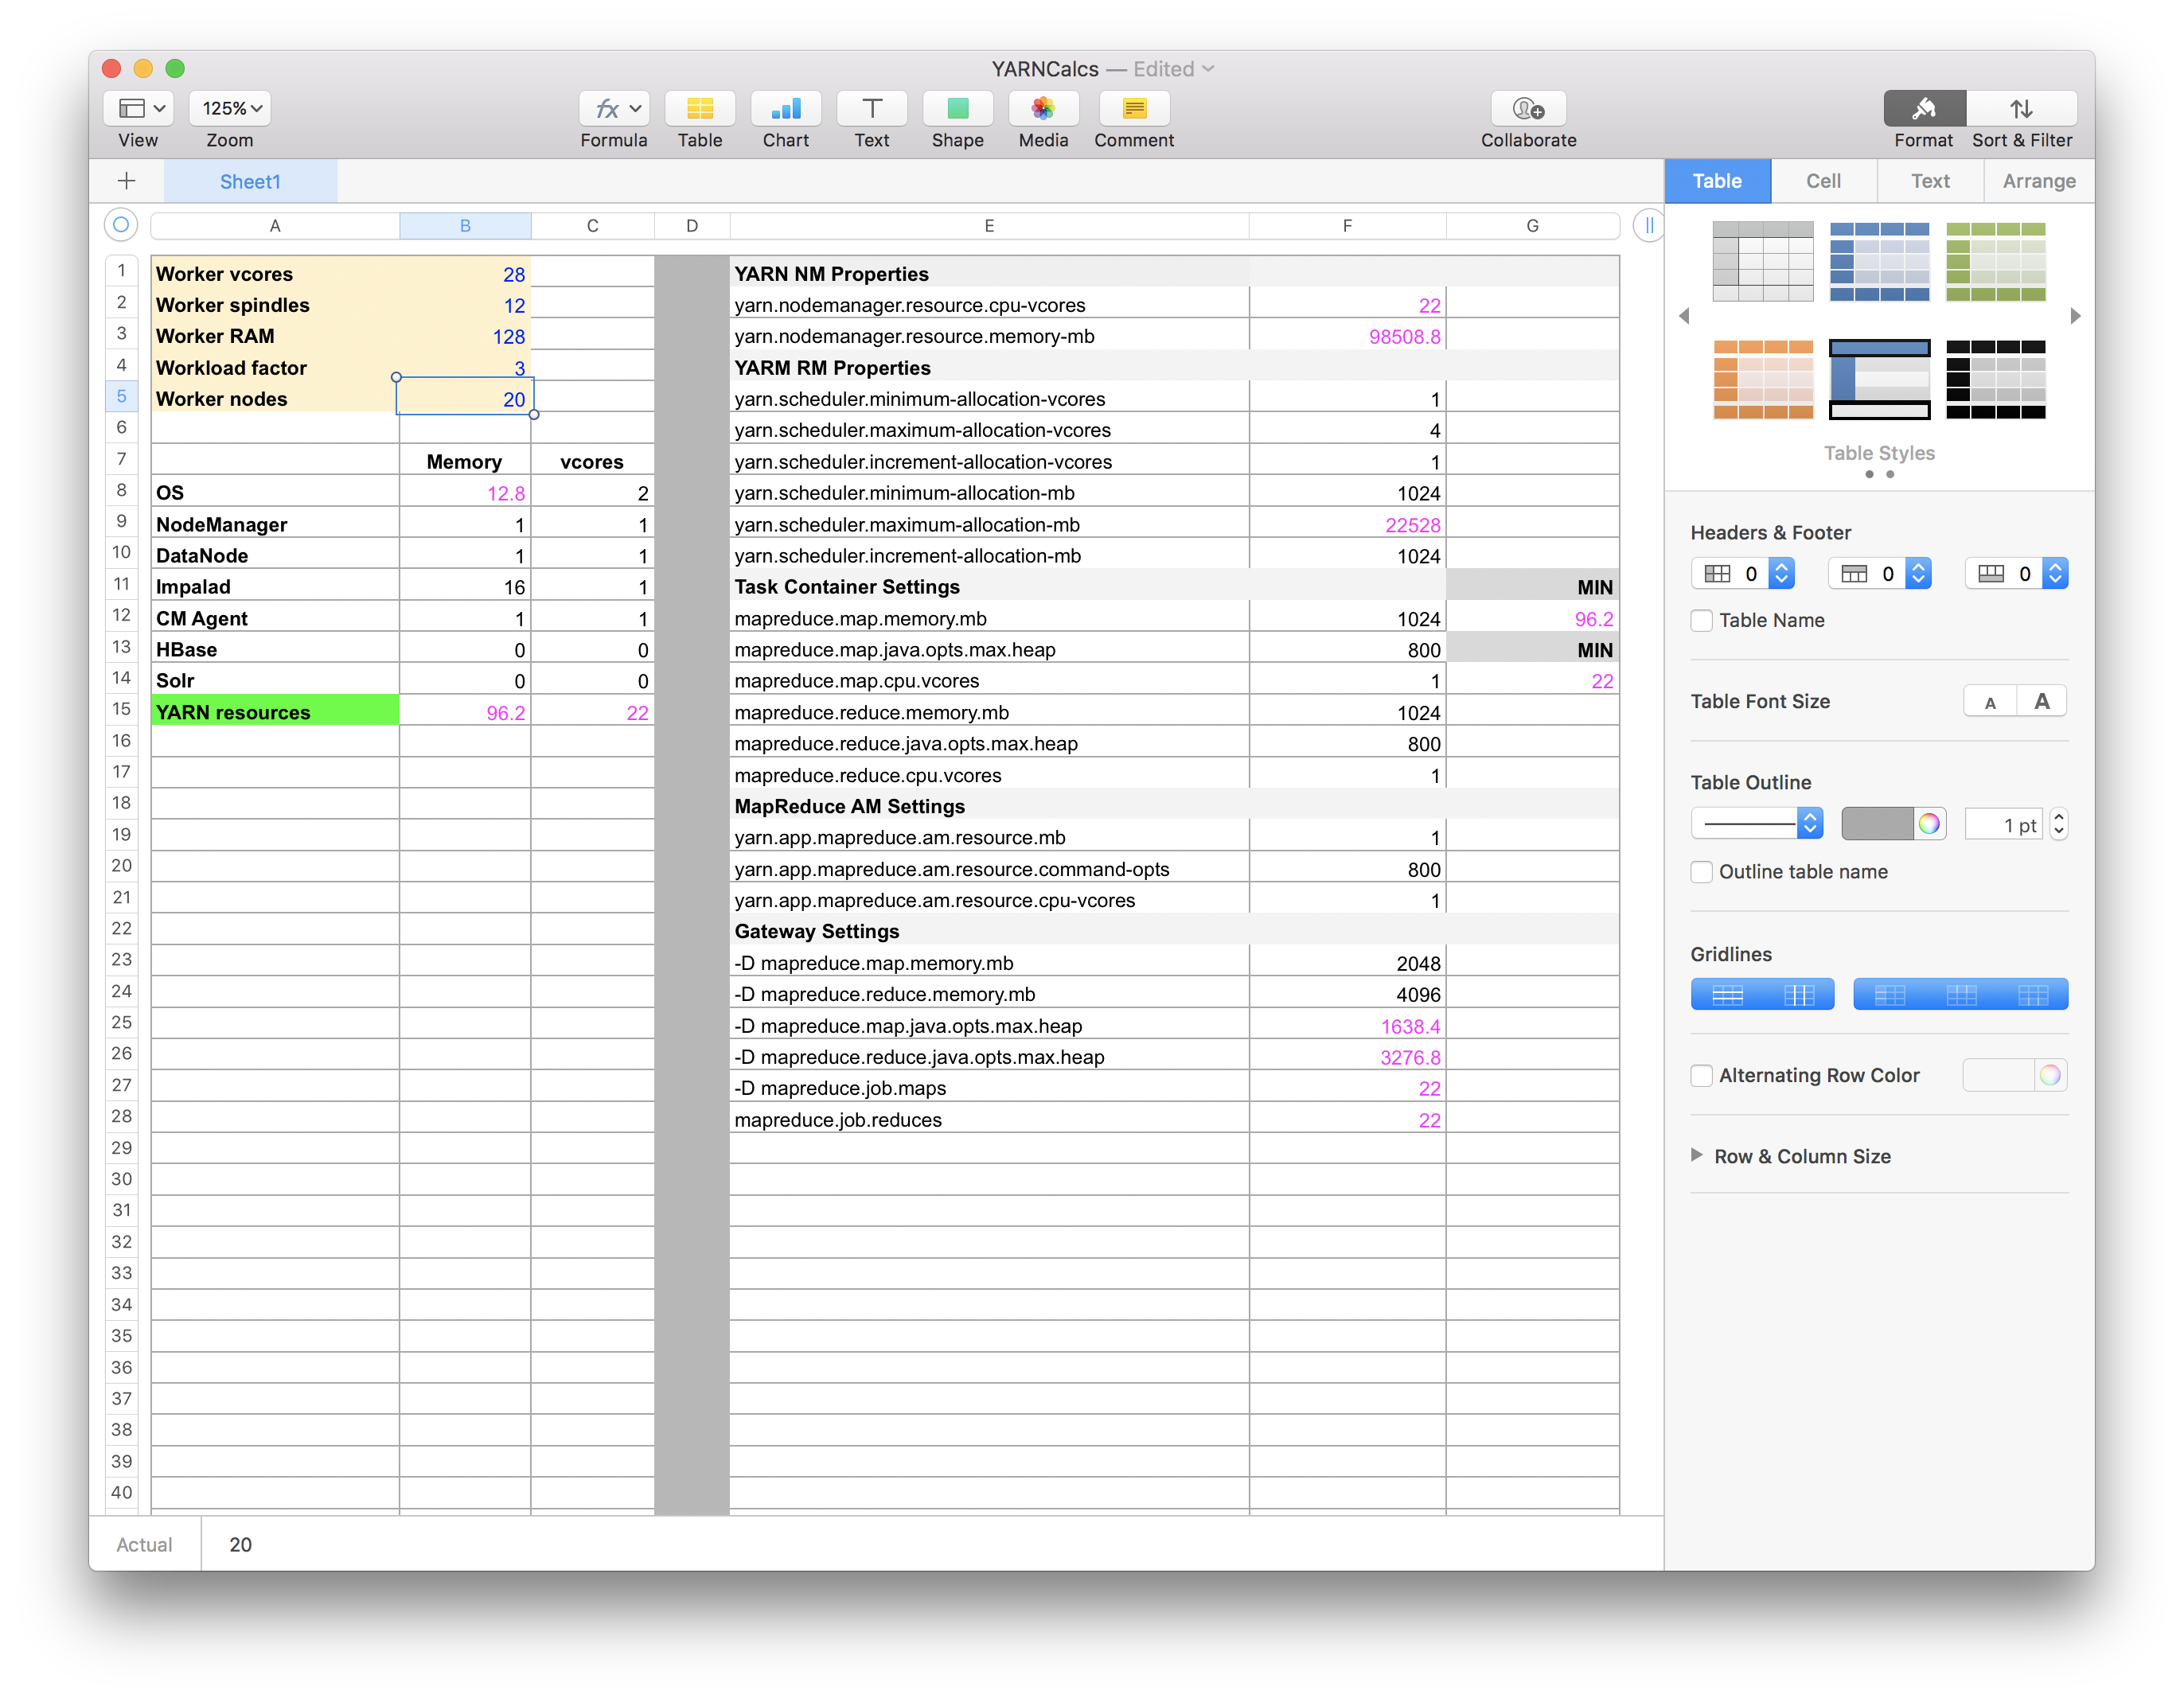 YARNCalcs — Edited
125%
View
Zoom
Formula
Table
Chart
Text
Shape
Media
Comment
Collaborate
Format
Sort & Filter
Sheet1
Table Cell Text Arrange
A B C D E F G
1 Worker vcores 28 YARN NM Properties
2 Worker spindles 12 yarn.nodemanager.resource.cpu-vcores 22
3 Worker RAM 128 yarn.nodemanager.resource.memory-mb 98508.8
4 Workload factor 3 YARM RM Properties
5 Worker nodes 20 yarn.scheduler.minimum-allocation-vcores 1
6 yarn.scheduler.maximum-allocation-vcores 4
7 Memory vcores yarn.scheduler.increment-allocation-vcores 1
8 OS 12.8 2 yarn.scheduler.minimum-allocation-mb 1024
9 NodeManager 1 1 yarn.scheduler.maximum-allocation-mb 22528
10 DataNode 1 1 yarn.scheduler.increment-allocation-mb 1024
11 Impalad 16 1 Task Container Settings MIN
12 CM Agent 1 1 mapreduce.map.memory.mb 1024 96.2
13 HBase 0 0 mapreduce.map.java.opts.max.heap 800 MIN
14 Solr 0 0 mapreduce.map.cpu.vcores 1 22
15 YARN resources 96.2 22 mapreduce.reduce.memory.mb 1024
16 mapreduce.reduce.java.opts.max.heap 800
17 mapreduce.reduce.cpu.vcores 1
18 MapReduce AM Settings
19 yarn.app.mapreduce.am.resource.mb 1
20 yarn.app.mapreduce.am.resource.command-opts 800
21 yarn.app.mapreduce.am.resource.cpu-vcores 1
22 Gateway Settings
23 -D mapreduce.map.memory.mb 2048
24 -D mapreduce.reduce.memory.mb 4096
25 -D mapreduce.map.java.opts.max.heap 1638.4
26 -D mapreduce.reduce.java.opts.max.heap 3276.8
27 -D mapreduce.job.maps 22
28 mapreduce.job.reduces 22
29
30
31
32
33
34
35
36
37
38
39
40
Actual 20
Table Styles
Headers & Footer
0 0 0
Table Name
Table Font Size A A
Table Outline
1 pt
Outline table name
Gridlines
Alternating Row Color
Row & Column Size